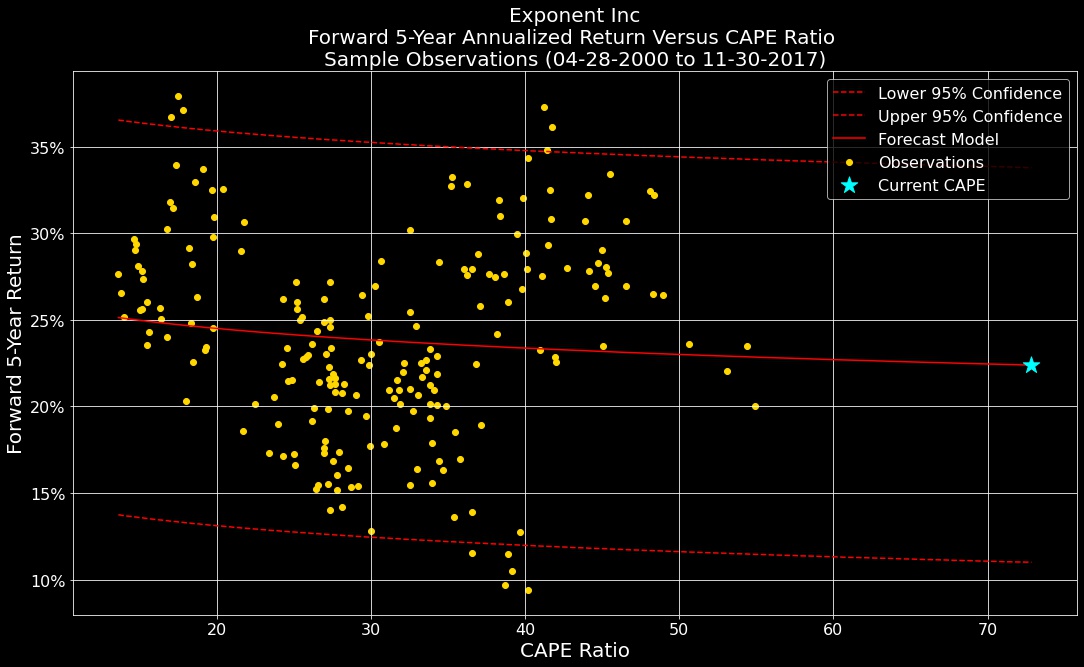 Exponent Inc
Forward 5-Year Annualized Return Versus CAPE Ratio
Sample Observations (04-28-2000 to 11-30-2017)
Lower 95% Confidence
Upper 95% Confidence
Forecast Model
Observations
Current CAPE
Forward 5-Year Return
35%
30%
25%
20%
15%
10%
20 30 40 50 60 70
CAPE Ratio